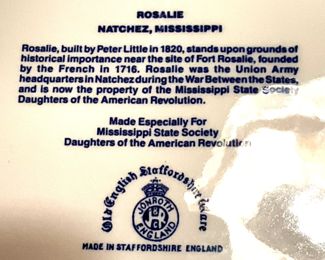 ROSALIE
NATCHEZ, MISSISSIPPI
Rosalie, built by Peter Little in 1820, stands upon grounds of
historical importance near the site of Fort Rosalie, founded
by the French in 1716. Rosalie was the Union Army
headquarters in Natchez during the War Between the States,
and is now the property of the Mississippi State Society
Daughters of the American Revolution.
Made Especially For
Mississippi State Society
Daughters of the American Revolution
Old English Staffordshire Ware
JONROTH
ENGLAND
MADE IN STAFFORDSHIRE ENGLAND